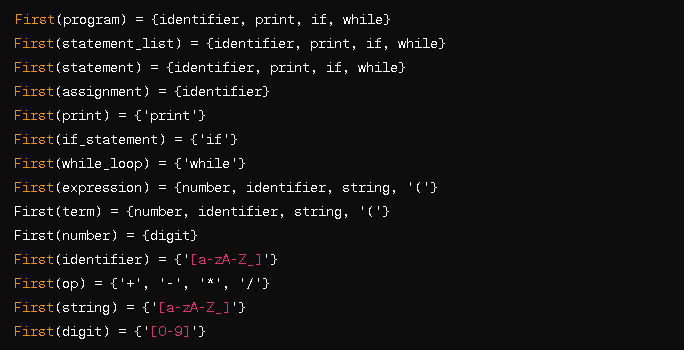 First(program) = {identifier, print, if, while}
First(statement_list) = {identifier, print, if, while}
First(statement) = {identifier, print, if, while}
First(assignment) = {identifier}
First(print) = {'print'}
First(if_statement) = {'if'}
First(while_loop) = {'while'}
First(expression) = {number, identifier, string, '('}
First(term) = {number, identifier, string, '('}
First(number) = {digit}
First(identifier) = {'[a-zA-Z_]'}
First(op) = {'+', '-', '*', '/'}
First(string) = {'[a-zA-Z_]'}
First(digit) = {'[0-9]'}